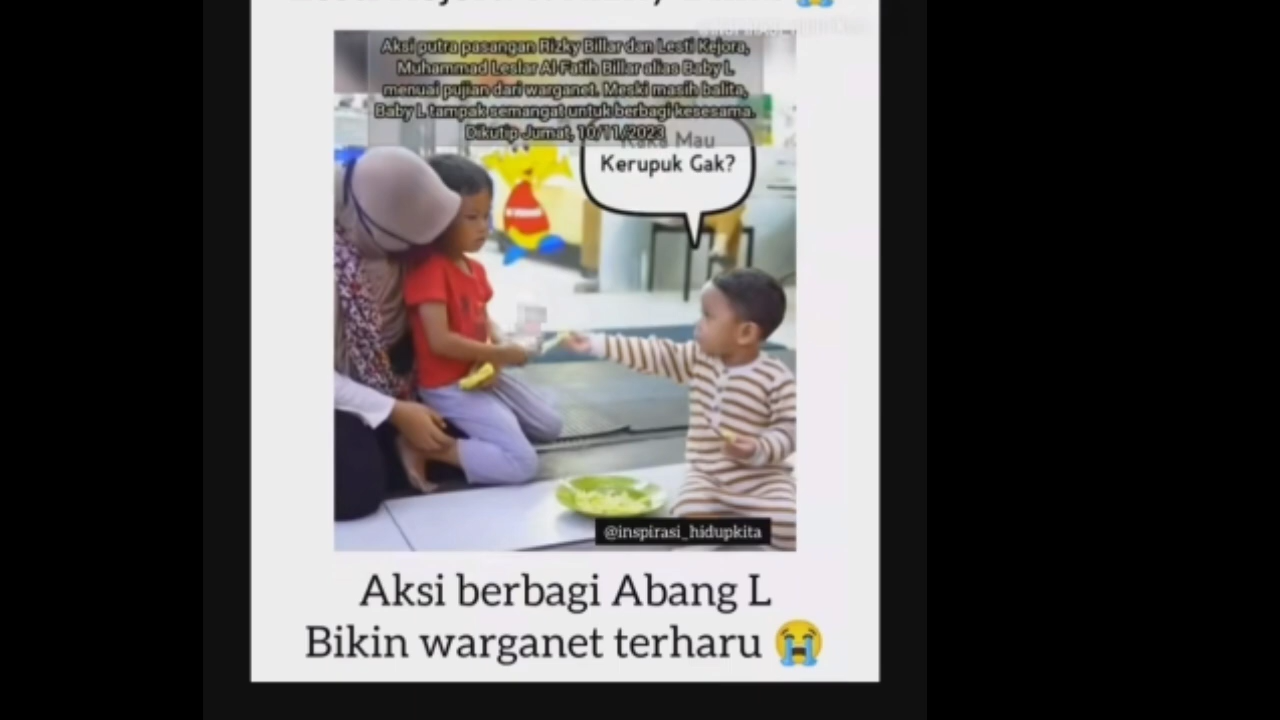 Aksi putra pasangan Rizky Billar dan Lesti Kejora,
Muhammad Leslar Al-Fatih Billar alias Baby L
menuai pujian dari warganet. Meski masih balita,
Baby L tampak semangat untuk berbagi kesesama.
Dikutip Jumat, 10/11/2023
Mau
Kerupuk Gak?
@inspirasi_hidupkita
Aksi berbagi Abang L
Bikin warganet terharu 😭